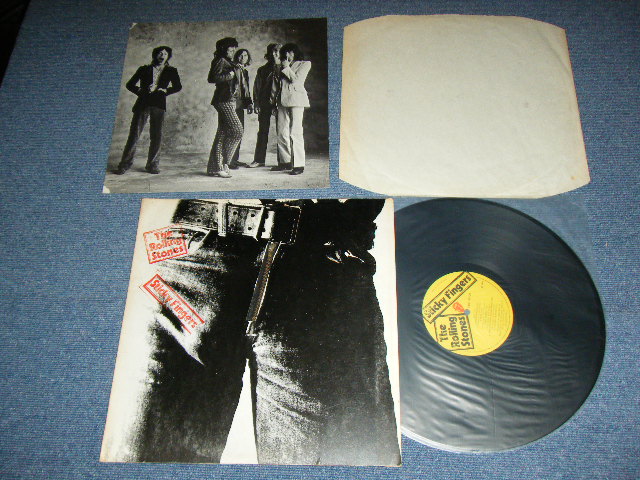 The
Rolling
Stones
Sticky Fingers
Sticky Fingers
The
Rolling
Stones